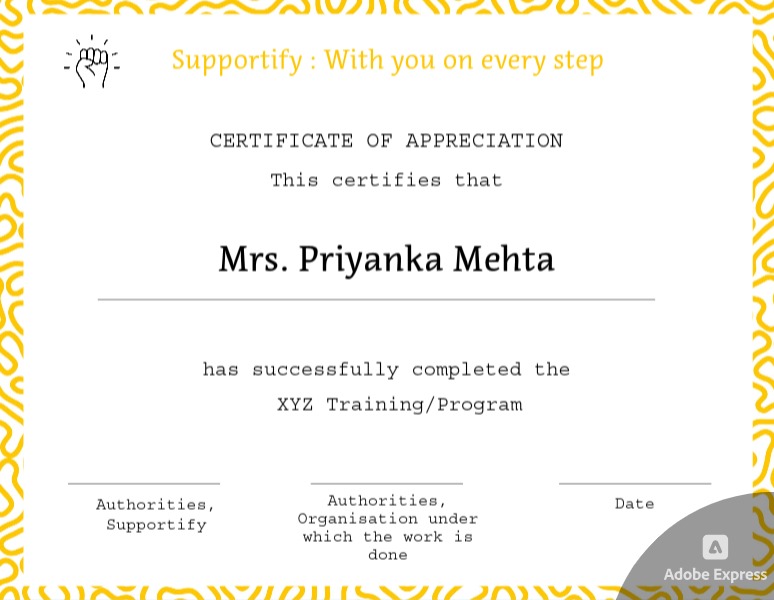 Supportify : With you on every step
CERTIFICATE OF APPRECIATION
This certifies that
Mrs. Priyanka Mehta
has successfully completed the
XYZ Training/Program
Authorities,
Supportify
Authorities,
Organisation under
which the work is
done
Date
Adobe Express